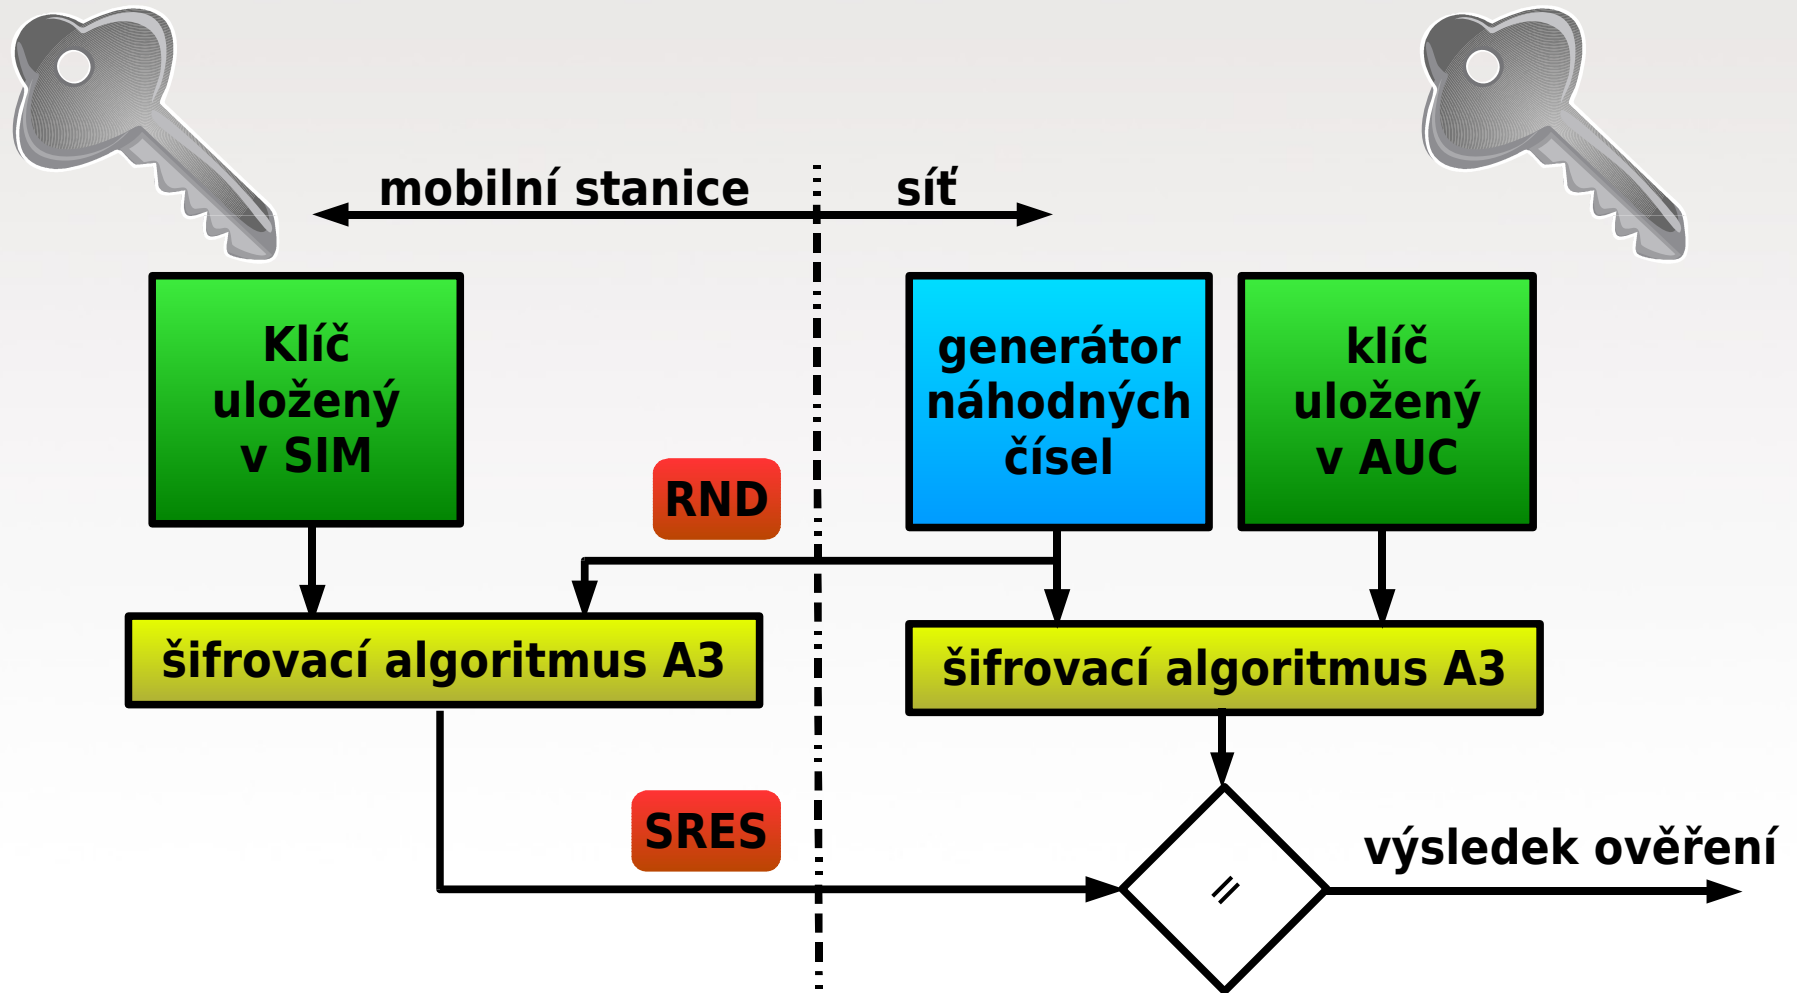 mobilní stanice
síť
Klíč
uložený
v SIM
generátor
náhodných
čísel
klíč
uložený
v AUC
RND
šifrovací algoritmus A3
šifrovací algoritmus A3
SRES
=
výsledek ověření